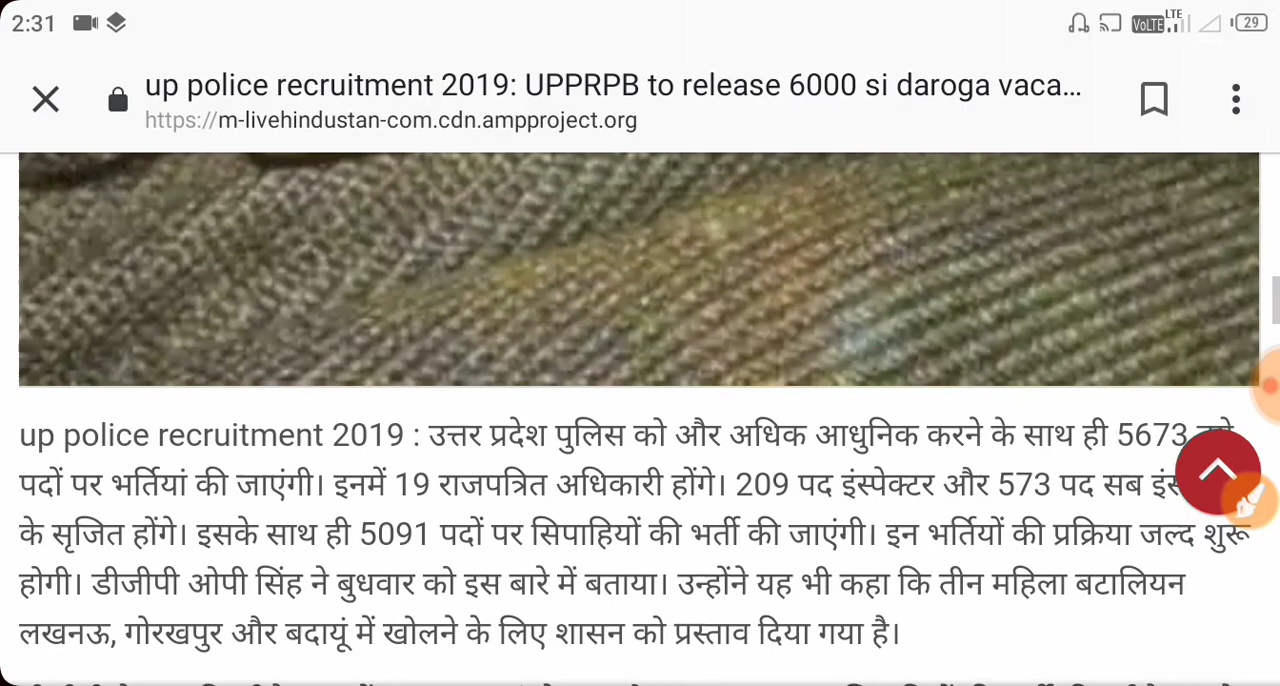 2:31 VoLTE LTE 29
up police recruitment 2019: UPPRPB to release 6000 si daroga vaca...
https://m-livehindustan-com.cdn.ampproject.org
up police recruitment 2019 : उत्तर प्रदेश पुलिस को और अधिक आधुनिक करने के साथ ही 5673
पदों पर भर्तियां की जाएंगी। इनमें 19 राजपत्रित अधिकारी होंगे। 209 पद इंस्पेक्टर और 573 पद सब
के सृजित होंगे। इसके साथ ही 5091 पदों पर सिपाहियों की भर्ती की जाएंगी। इन भर्तियों की प्रक्रिया जल्द शुरू
होगी। डीजीपी ओपी सिंह ने बुधवार को इस बारे में बताया। उन्होंने यह भी कहा कि तीन महिला बटालियन
लखनऊ, गोरखपुर और बदायूं में खोलने के लिए शासन को प्रस्ताव दिया गया है।